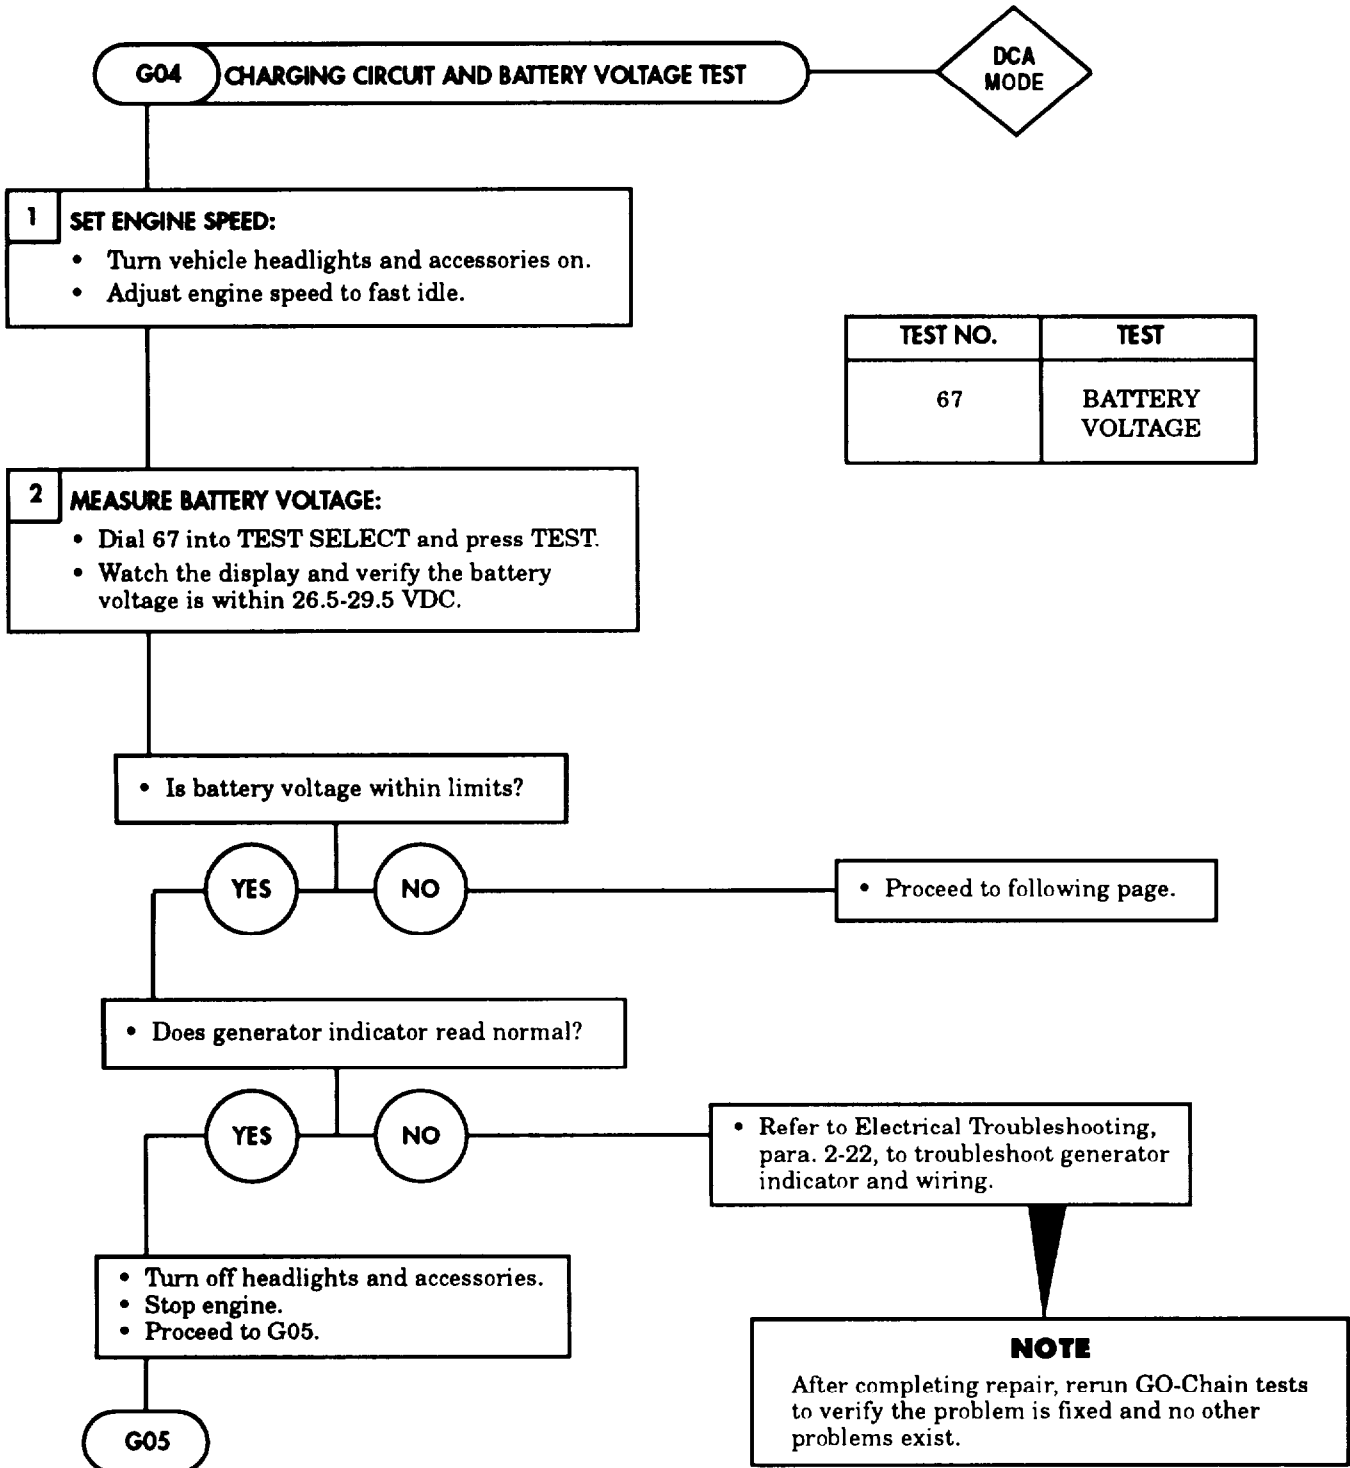 G04 CHARGING CIRCUIT AND BATTERY VOLTAGE TEST
DCA
MODE
1
SET ENGINE SPEED:
• Turn vehicle headlights and accessories on.
• Adjust engine speed to fast idle.
TEST NO. TEST
67 BATTERY
VOLTAGE
2
MEASURE BATTERY VOLTAGE:
• Dial 67 into TEST SELECT and press TEST.
• Watch the display and verify the battery
voltage is within 26.5-29.5 VDC.
• Is battery voltage within limits?
YES
NO
• Proceed to following page.
• Does generator indicator read normal?
YES
NO
• Refer to Electrical Troubleshooting,
para. 2-22, to troubleshoot generator
indicator and wiring.
• Turn off headlights and accessories.
• Stop engine.
• Proceed to G05.
NOTE
After completing repair, rerun GO-Chain tests
to verify the problem is fixed and no other
problems exist.
G05